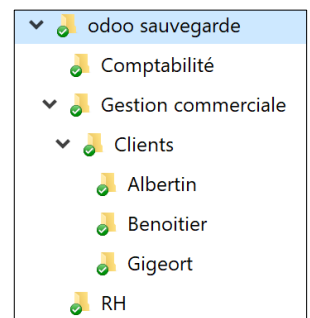 odoo sauvegarde
Comptabilité
Gestion commerciale
Clients
Albertin
Benoitier
Gigeort
RH